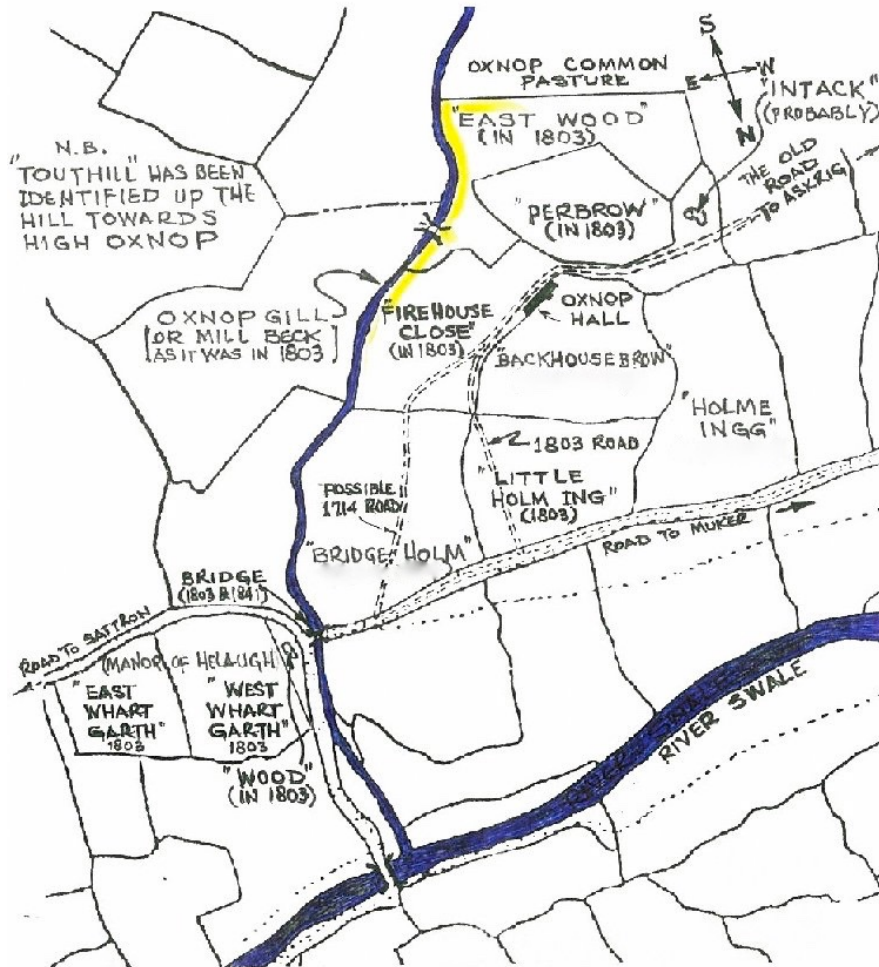 S
OXNOP COMMON
PASTURE
E
W
N
"INTACK"
(PROBABLY)
"EAST WOOD"
(IN 1803)
N.B.
"TOUTHILL" HAS BEEN
IDENTIFIED UP THE
HILL TOWARDS
HIGH OXNOP
THE OLD
ROAD
TO ASKRIG
"PERBROW"
(IN 1803)
OXNOP GILL
(OR MILL BECK
AS IT WAS IN 1803)
"FIREHOUSE
CLOSE"
(IN 1803)
OXNOP
HALL
"BACKHOUSEBROW"
"HOLME
INGG"
1803 ROAD
"LITTLE
HOLM ING"
(1803)
POSSIBLE
1714 ROAD
"BRIDGE HOLM"
ROAD TO MUKER
BRIDGE
(1803 & 1841)
ROAD TO SATRON
(MANOR OF HELAUGH)
"EAST
WHART
GARTH"
1803
"WEST
WHART
GARTH"
1803
"WOOD"
(IN 1803)
RIVER SWALE
RIVER SWALE